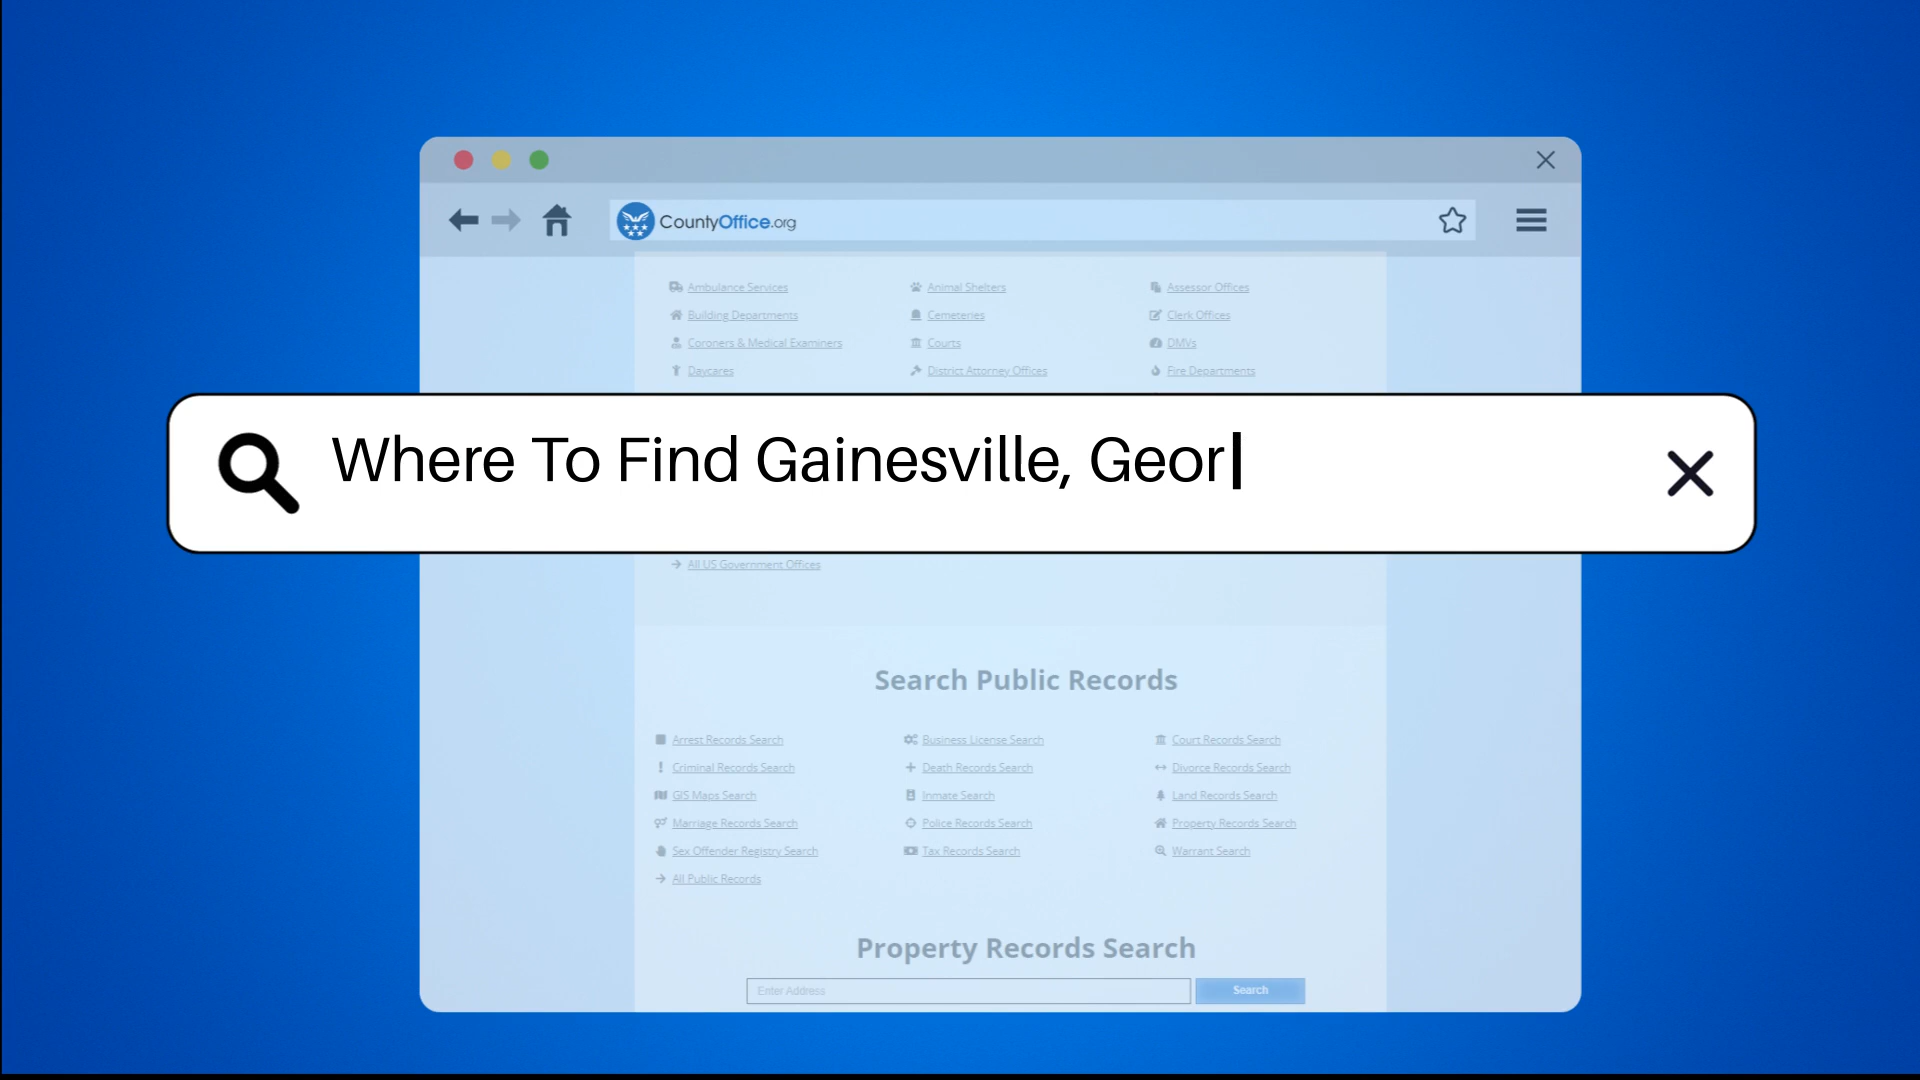 CountyOffice.org
Ambulance Services Animal Shelters Assessor Offices
Building Departments Cemeteries Clerk Offices
Coroners & Medical Examiners Courts DMVs
Daycares District Attorney Offices Fire Departments
Where To Find Gainesville, Geor
All US Government Offices
Search Public Records
Arrest Records Search Business License Search Court Records Search
Criminal Records Search Death Records Search Divorce Records Search
GIS Maps Search Inmate Search Land Records Search
Marriage Records Search Police Records Search Property Records Search
Sex Offender Registry Search Tax Records Search Warrant Search
All Public Records
Property Records Search
Enter Address Search